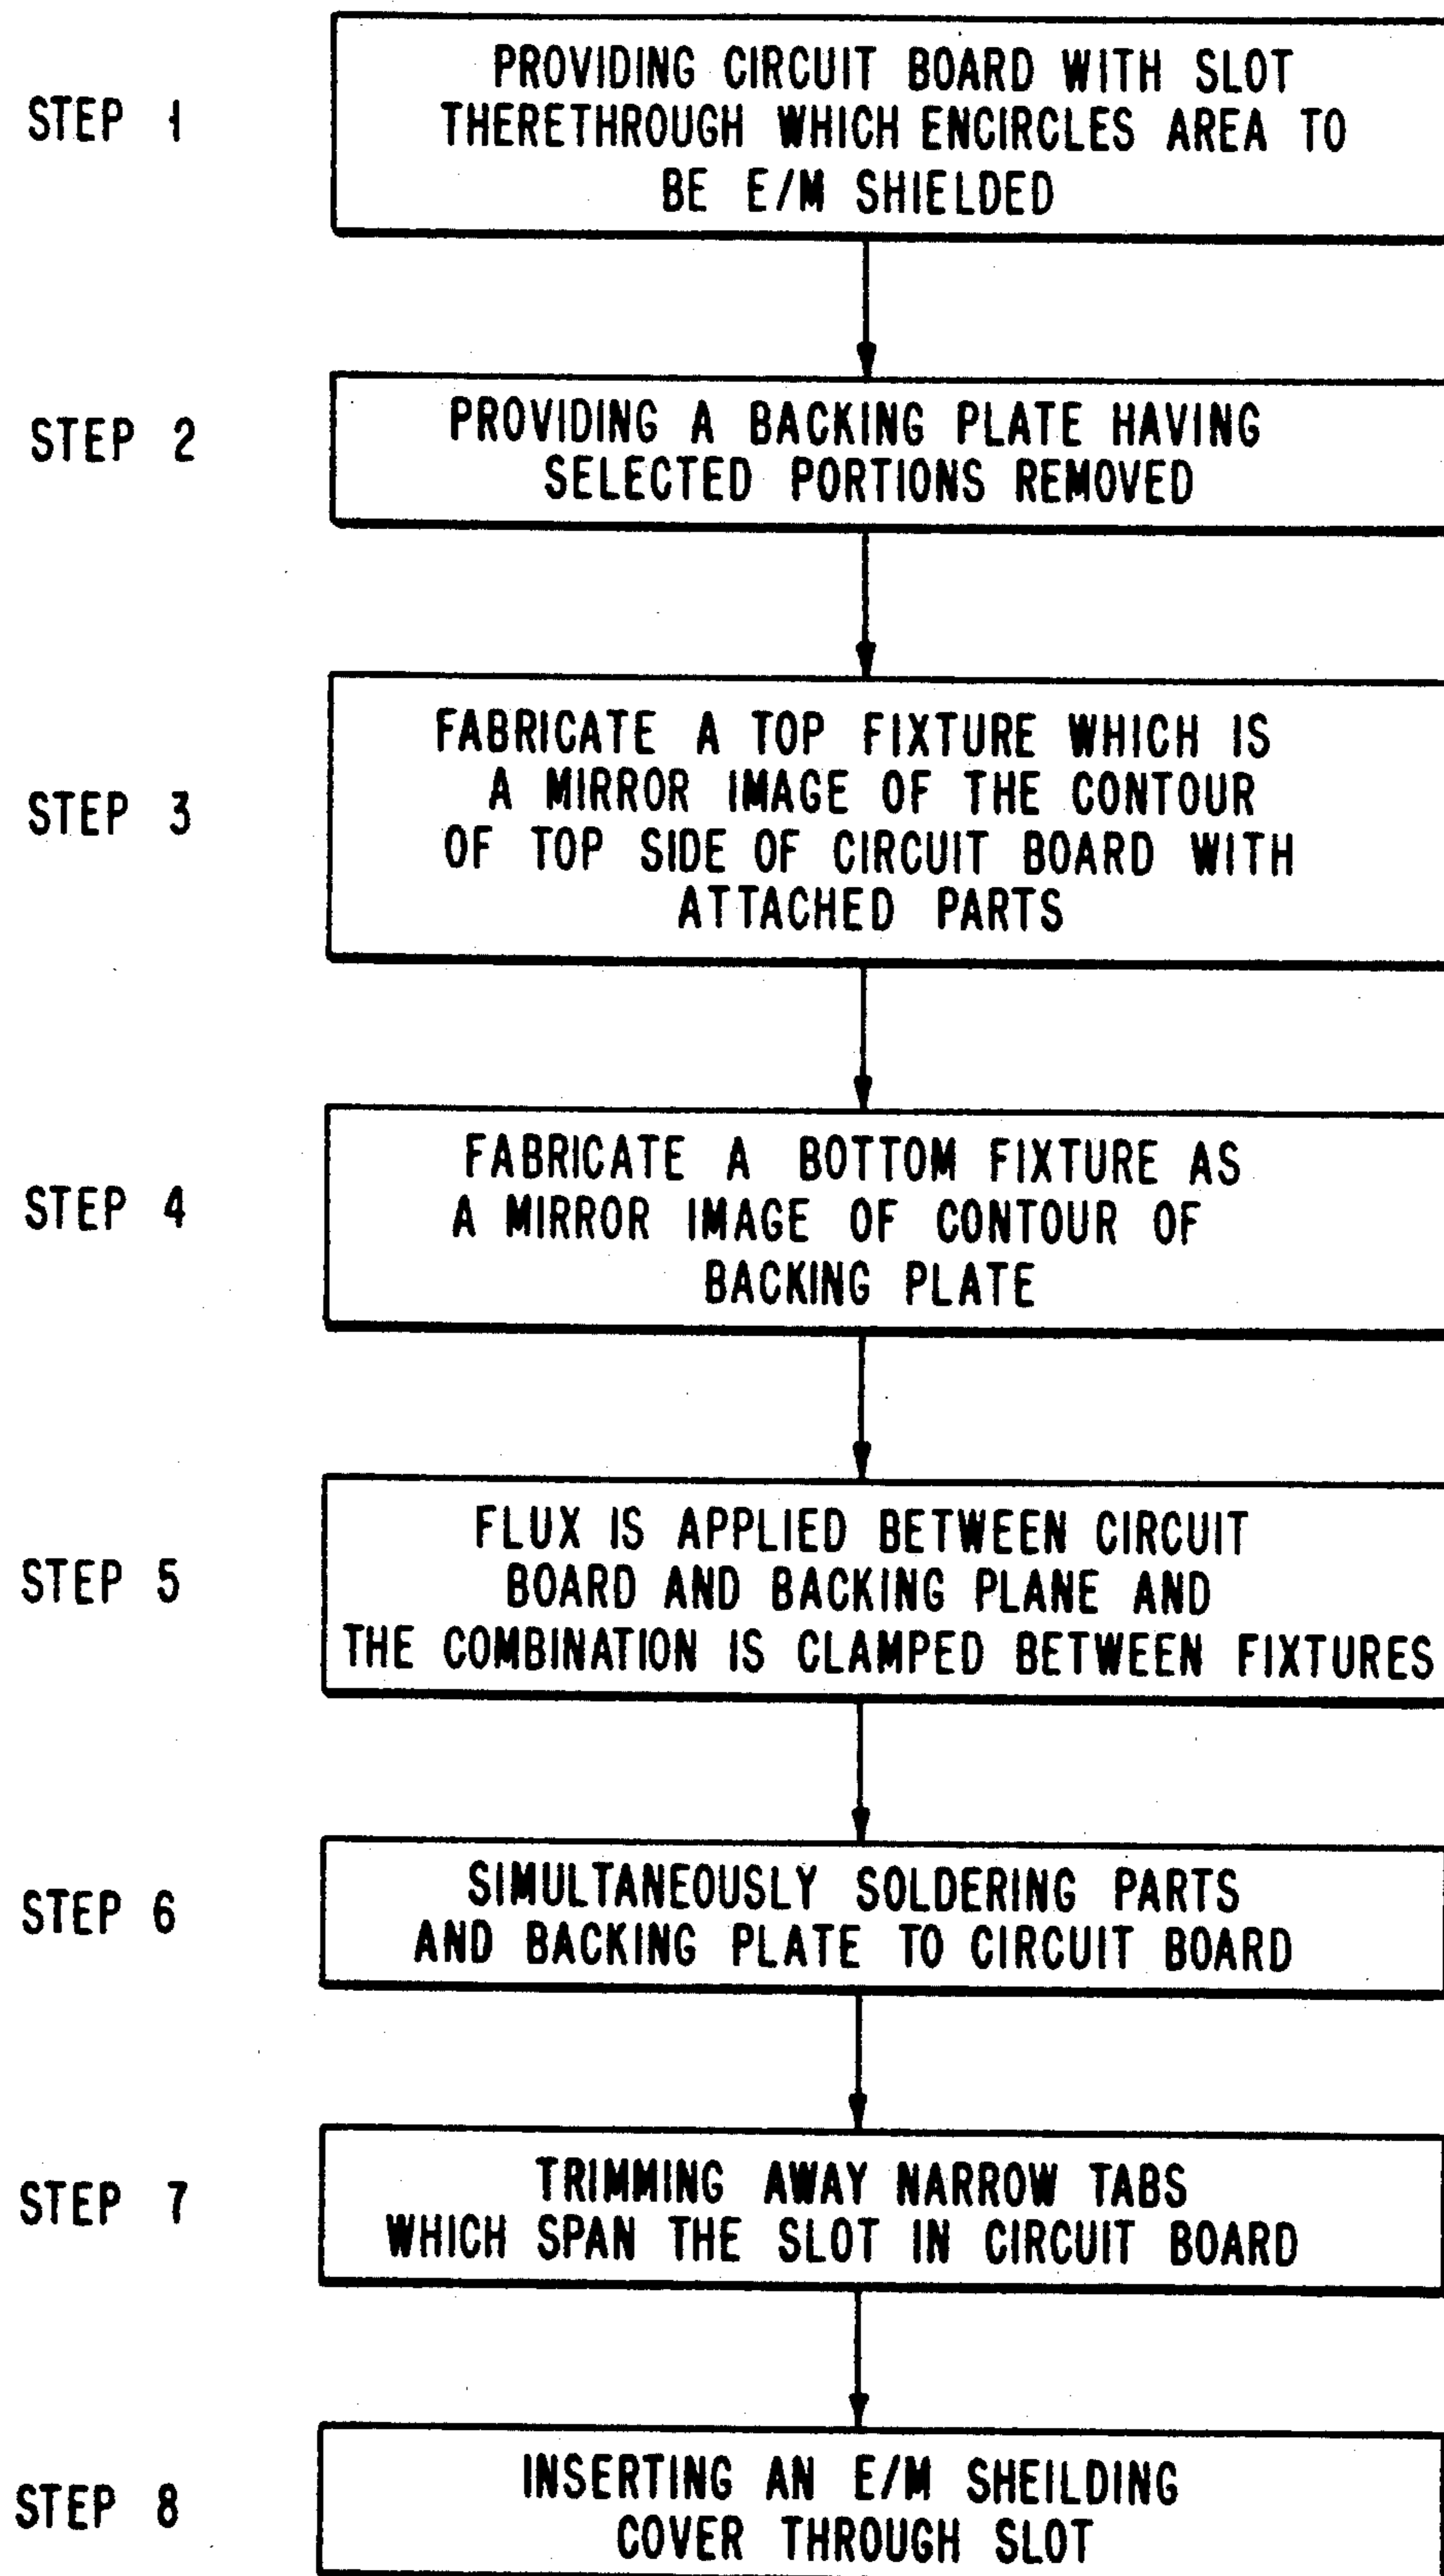 STEP 1
PROVIDING CIRCUIT BOARD WITH SLOT
THERETHROUGH WHICH ENCIRCLES AREA TO
BE E/M SHIELDED
STEP 2
PROVIDING A BACKING PLATE HAVING
SELECTED PORTIONS REMOVED
STEP 3
FABRICATE A TOP FIXTURE WHICH IS
A MIRROR IMAGE OF THE CONTOUR
OF TOP SIDE OF CIRCUIT BOARD WITH
ATTACHED PARTS
STEP 4
FABRICATE A BOTTOM FIXTURE AS
A MIRROR IMAGE OF CONTOUR OF
BACKING PLATE
STEP 5
FLUX IS APPLIED BETWEEN CIRCUIT
BOARD AND BACKING PLANE AND
THE COMBINATION IS CLAMPED BETWEEN FIXTURES
STEP 6
SIMULTANEOUSLY SOLDERING PARTS
AND BACKING PLATE TO CIRCUIT BOARD
STEP 7
TRIMMING AWAY NARROW TABS
WHICH SPAN THE SLOT IN CIRCUIT BOARD
STEP 8
INSERTING AN E/M SHEILDING
COVER THROUGH SLOT